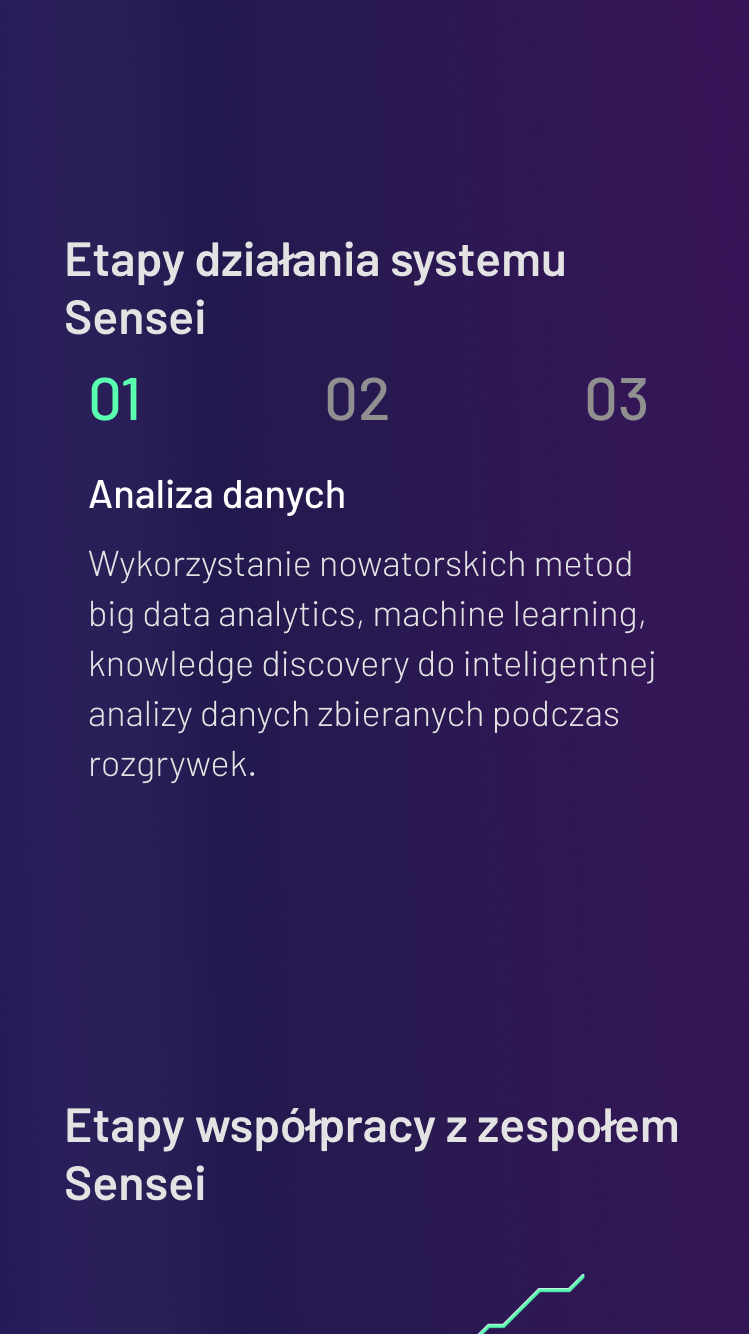 Etapy działania systemu
Sensei
01 02 03
Analiza danych
Wykorzystanie nowatorskich metod
big data analytics, machine learning,
knowledge discovery do inteligentnej
analizy danych zbieranych podczas
rozgrywek.
Etapy współpracy z zespołem
Sensei